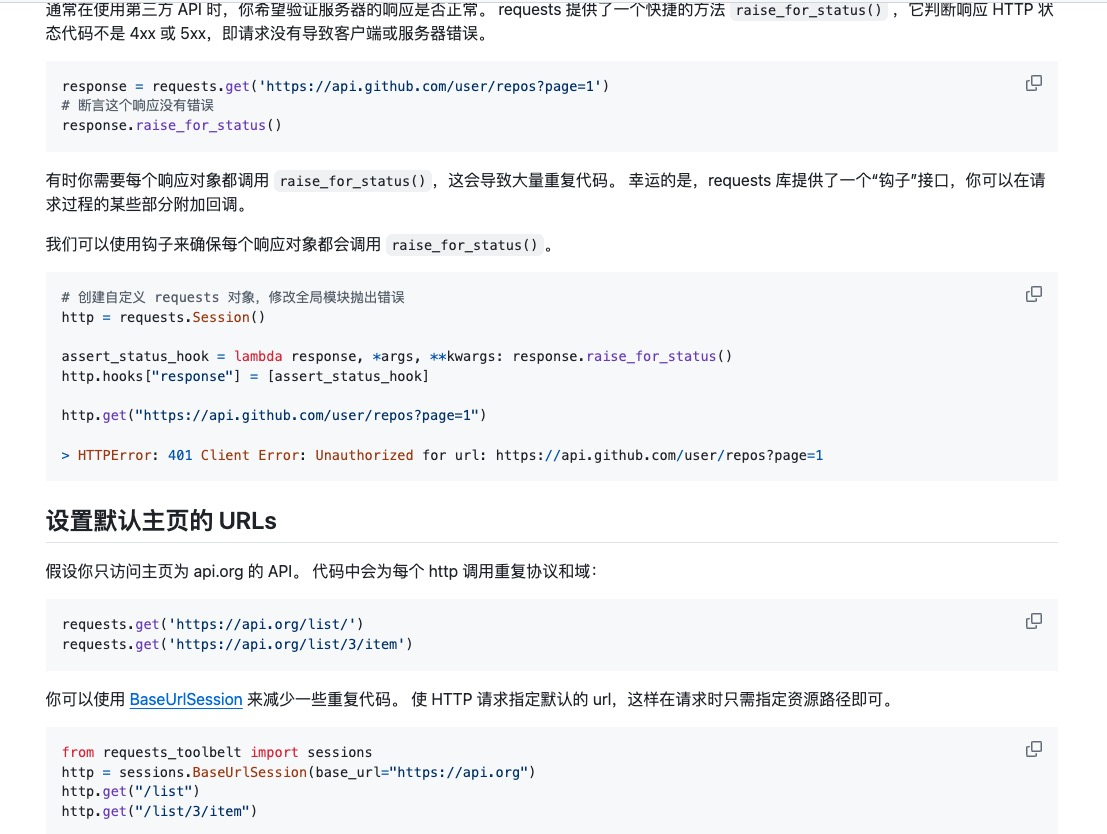 通常在使用第三方 API 时，你希望验证服务器的响应是否正常。 requests 提供了一个快捷的方法 raise_for_status() ，它判断响应 HTTP 状
态代码不是 4xx 或 5xx，即请求没有导致客户端或服务器错误。
response = requests.get('https://api.github.com/user/repos?page=1')
# 断言这个响应没有错误
response.raise_for_status()
有时你需要每个响应对象都调用 raise_for_status()，这会导致大量重复代码。 幸运的是，requests 库提供了一个“钩子”接口，你可以在请
求过程的某些部分附加回调。
我们可以使用钩子来确保每个响应对象都会调用 raise_for_status() 。
# 创建自定义 requests 对象，修改全局模块抛出错误
http = requests.Session()
assert_status_hook = lambda response, *args, **kwargs: response.raise_for_status()
http.hooks["response"] = [assert_status_hook]
http.get("https://api.github.com/user/repos?page=1")
> HTTPError: 401 Client Error: Unauthorized for url: https://api.github.com/user/repos?page=1
设置默认主页的 URLs
假设你只访问主页为 api.org 的 API。 代码中会为每个 http 调用重复协议和域：
requests.get('https://api.org/list/')
requests.get('https://api.org/list/3/item')
你可以使用 BaseUrlSession 来减少一些重复代码。 使 HTTP 请求指定默认的 url，这样在请求时只需指定资源路径即可。
from requests_toolbelt import sessions
http = sessions.BaseUrlSession(base_url="https://api.org")
http.get("/list")
http.get("/list/3/item")